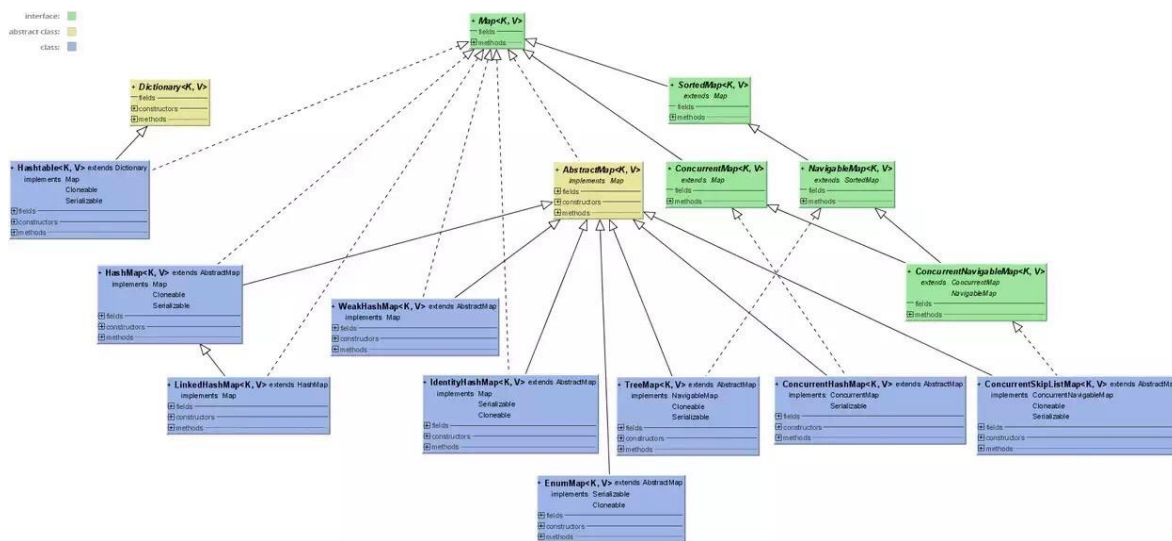 interface:
abstract class:
class:
+ Map<K, V>
fields
methods
+ Dictionary<K, V>
fields
constructors
methods
+ SortedMap<K, V>
extends Map
fields
methods
+ Hashtable<K, V> extends Dictionary
implements Map
Cloneable
Serializable
fields
constructors
methods
+ AbstractMap<K, V>
implements Map
fields
constructors
methods
+ ConcurrentMap<K, V>
extends Map
fields
methods
+ NavigableMap<K, V>
extends SortedMap
fields
methods
+ HashMap<K, V> extends AbstractMap
implements Map
Cloneable
Serializable
fields
constructors
methods
+ WeakHashMap<K, V> extends AbstractMap
implements Map
fields
constructors
methods
+ ConcurrentNavigableMap<K, V>
extends ConcurrentMap
NavigableMap
fields
methods
+ LinkedHashMap<K, V> extends HashMap
implements Map
fields
constructors
methods
+ IdentityHashMap<K, V> extends AbstractMap
implements Map
Serializable
Cloneable
fields
constructors
methods
+ TreeMap<K, V> extends AbstractMap
implements NavigableMap
Cloneable
Serializable
fields
constructors
methods
+ ConcurrentHashMap<K, V> extends AbstractMap
implements ConcurrentMap
Serializable
fields
constructors
methods
+ ConcurrentSkipListMap<K, V> extends AbstractMap
implements ConcurrentNavigableMap
Cloneable
Serializable
fields
constructors
methods
+ EnumMap<K, V> extends AbstractMap
implements Serializable
Cloneable
fields
constructors
methods